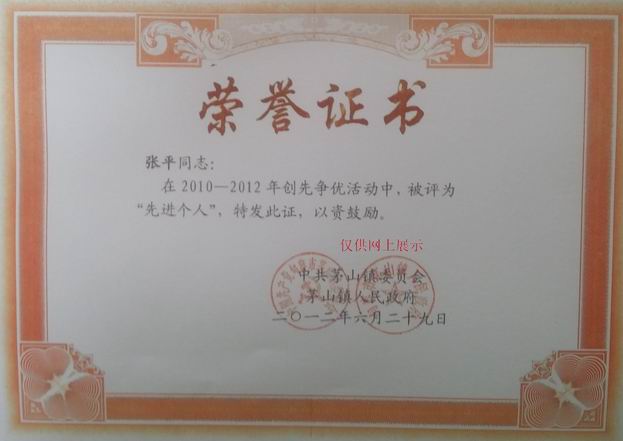 荣誉证书
张平同志：
在2010—2012年创先争优活动中，被评为
“先进个人”，特发此证，以资鼓励。
仅供网上展示
中共茅山镇委员会
茅山镇人民政府
二〇一二年六月二十九日